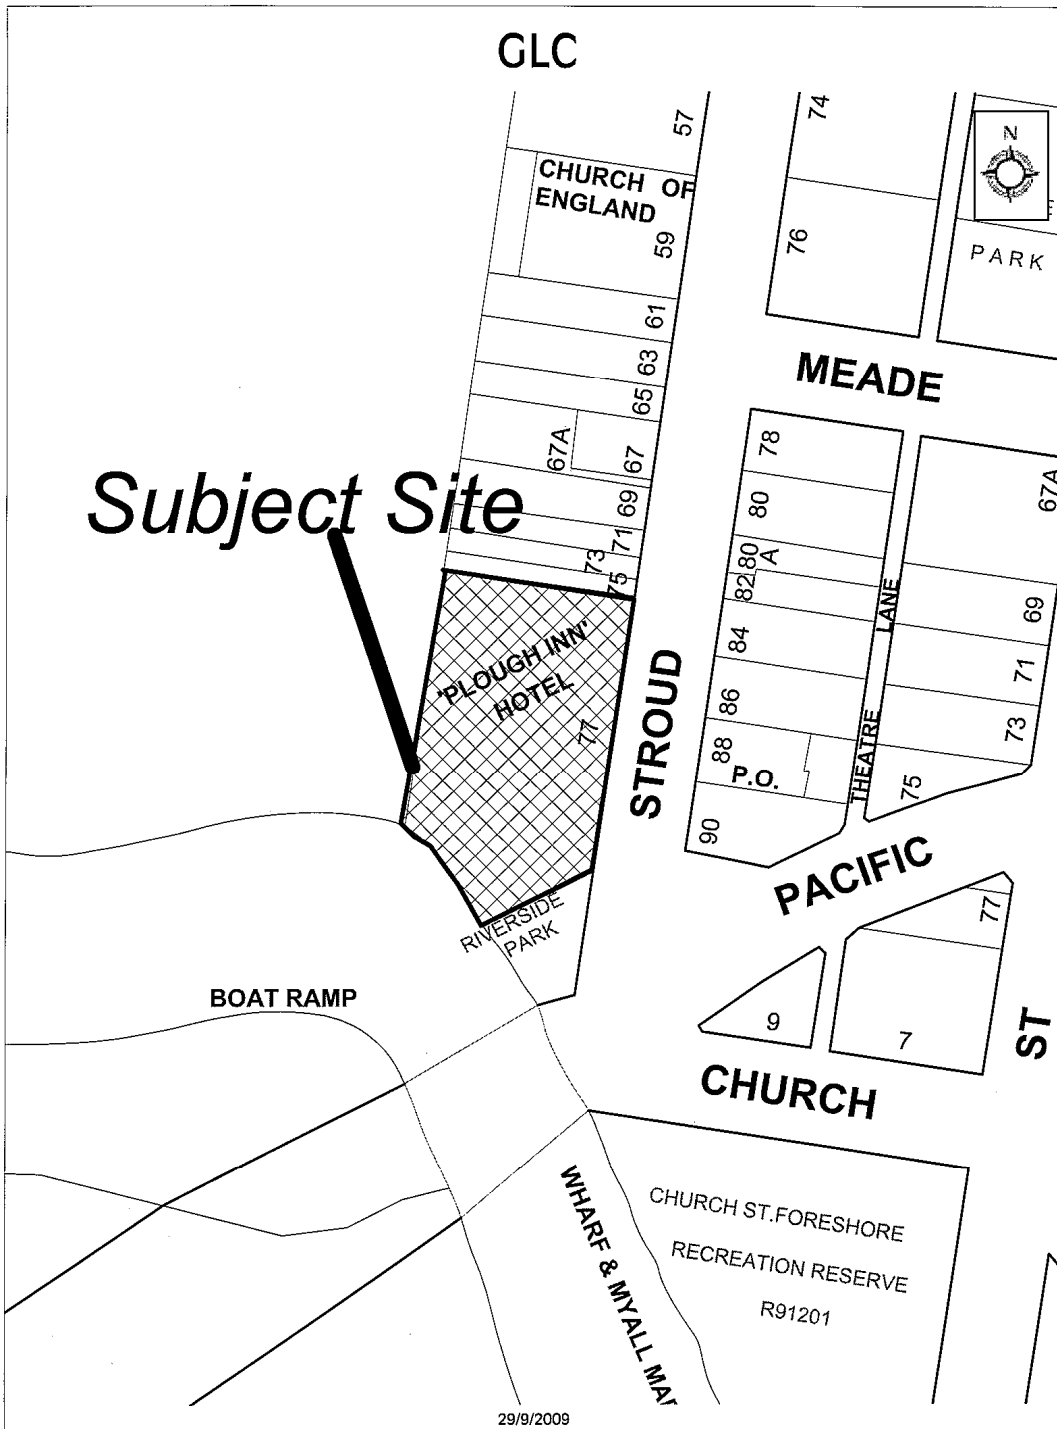 GLC
57
74
N
CHURCH OF
ENGLAND
59
76
PARK
61
63
65
MEADE
67A
67
78
67A
Subject Site
69
80
71
80
A
73
82
75
LANE
69
'PLOUGH INN'
HOTEL
77
84
STROUD
71
86
73
88
P.O.
THEATRE
75
90
PACIFIC
RIVERSIDE
PARK
77
BOAT RAMP
9
7
ST
CHURCH
WHARF & MYALL MA
CHURCH ST.FORESHORE
RECREATION RESERVE
R91201
29/9/2009